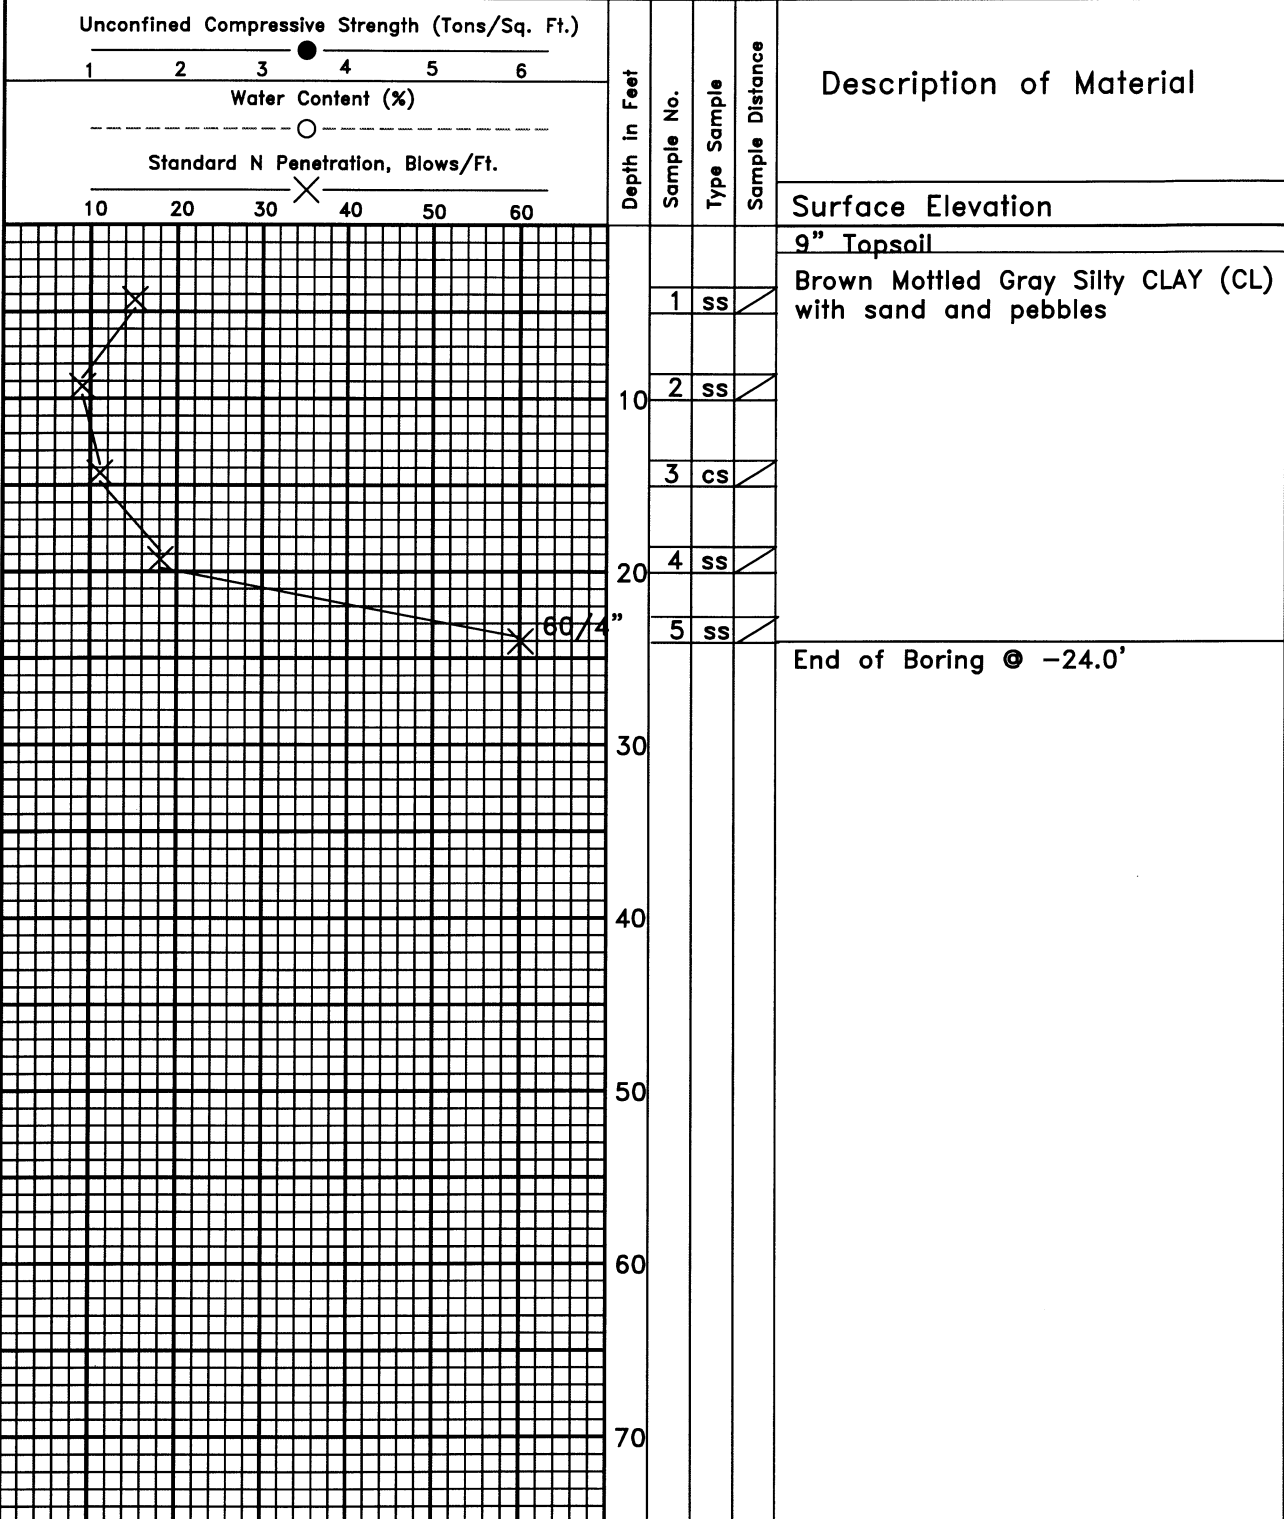 Unconfined Compressive Strength (Tons/Sq. Ft.)
1 2 3 4 5 6
Water Content (%)
Standard N Penetration, Blows/Ft.
10 20 30 40 50 60
Depth in Feet
Sample No.
Type Sample
Sample Distance
Description of Material
Surface Elevation
9" Topsoil
Brown Mottled Gray Silty CLAY (CL)
with sand and pebbles
1 ss
10 2 ss
3 cs
20 4 ss
60/4" 5 ss
End of Boring @ -24.0'
30
40
50
60
70